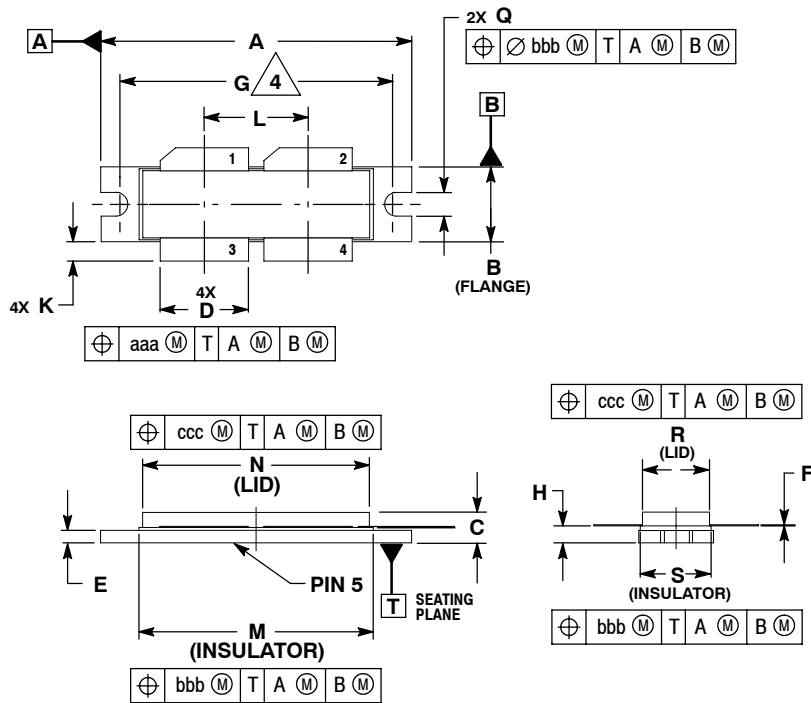 2X Q
A
A
⌖ ∅ bbb Ⓜ T A Ⓜ B Ⓜ
G 4
B
L
1 2
3 4
B
(FLANGE)
4X K
4X
D
⌖ aaa Ⓜ T A Ⓜ B Ⓜ
⌖ ccc Ⓜ T A Ⓜ B Ⓜ
N
(LID)
C
E
PIN 5
T SEATING
PLANE
M
(INSULATOR)
⌖ bbb Ⓜ T A Ⓜ B Ⓜ
⌖ ccc Ⓜ T A Ⓜ B Ⓜ
R
(LID)
F
H
S
(INSULATOR)
⌖ bbb Ⓜ T A Ⓜ B Ⓜ